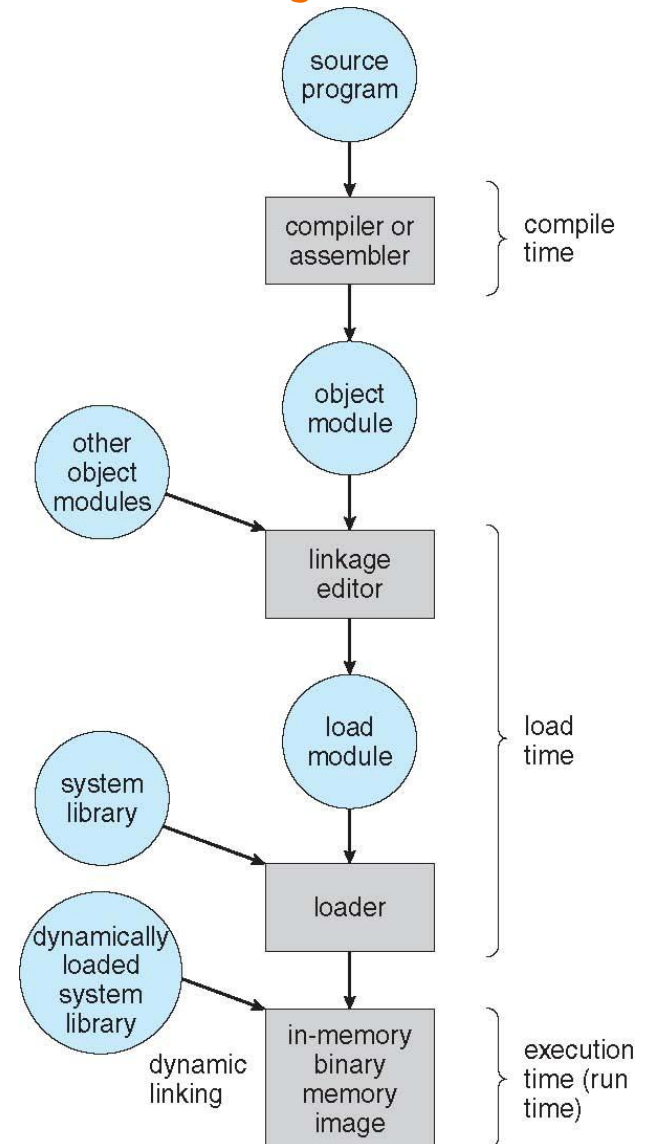 source
program
compiler or
assembler
compile
time
object
module
other
object
modules
linkage
editor
load
module
load
time
system
library
loader
dynamically
loaded
system
library
dynamic
linking
in-memory
binary
memory
image
execution
time (run
time)